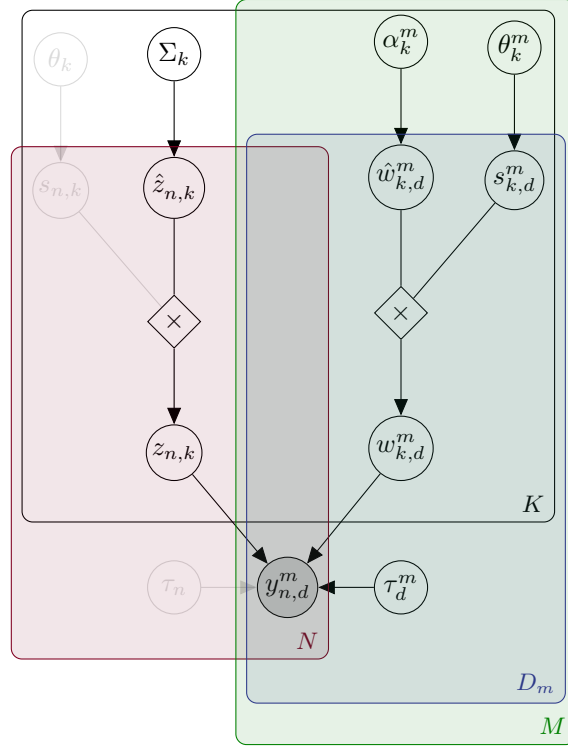 θ_k Σ_k α_k^m θ_k^m
s_{n,k} ẑ_{n,k} ŵ_{k,d}^m s_{k,d}^m
× ×
z_{n,k} w_{k,d}^m
K
τ_n y_{n,d}^m τ_d^m
N
D_m
M